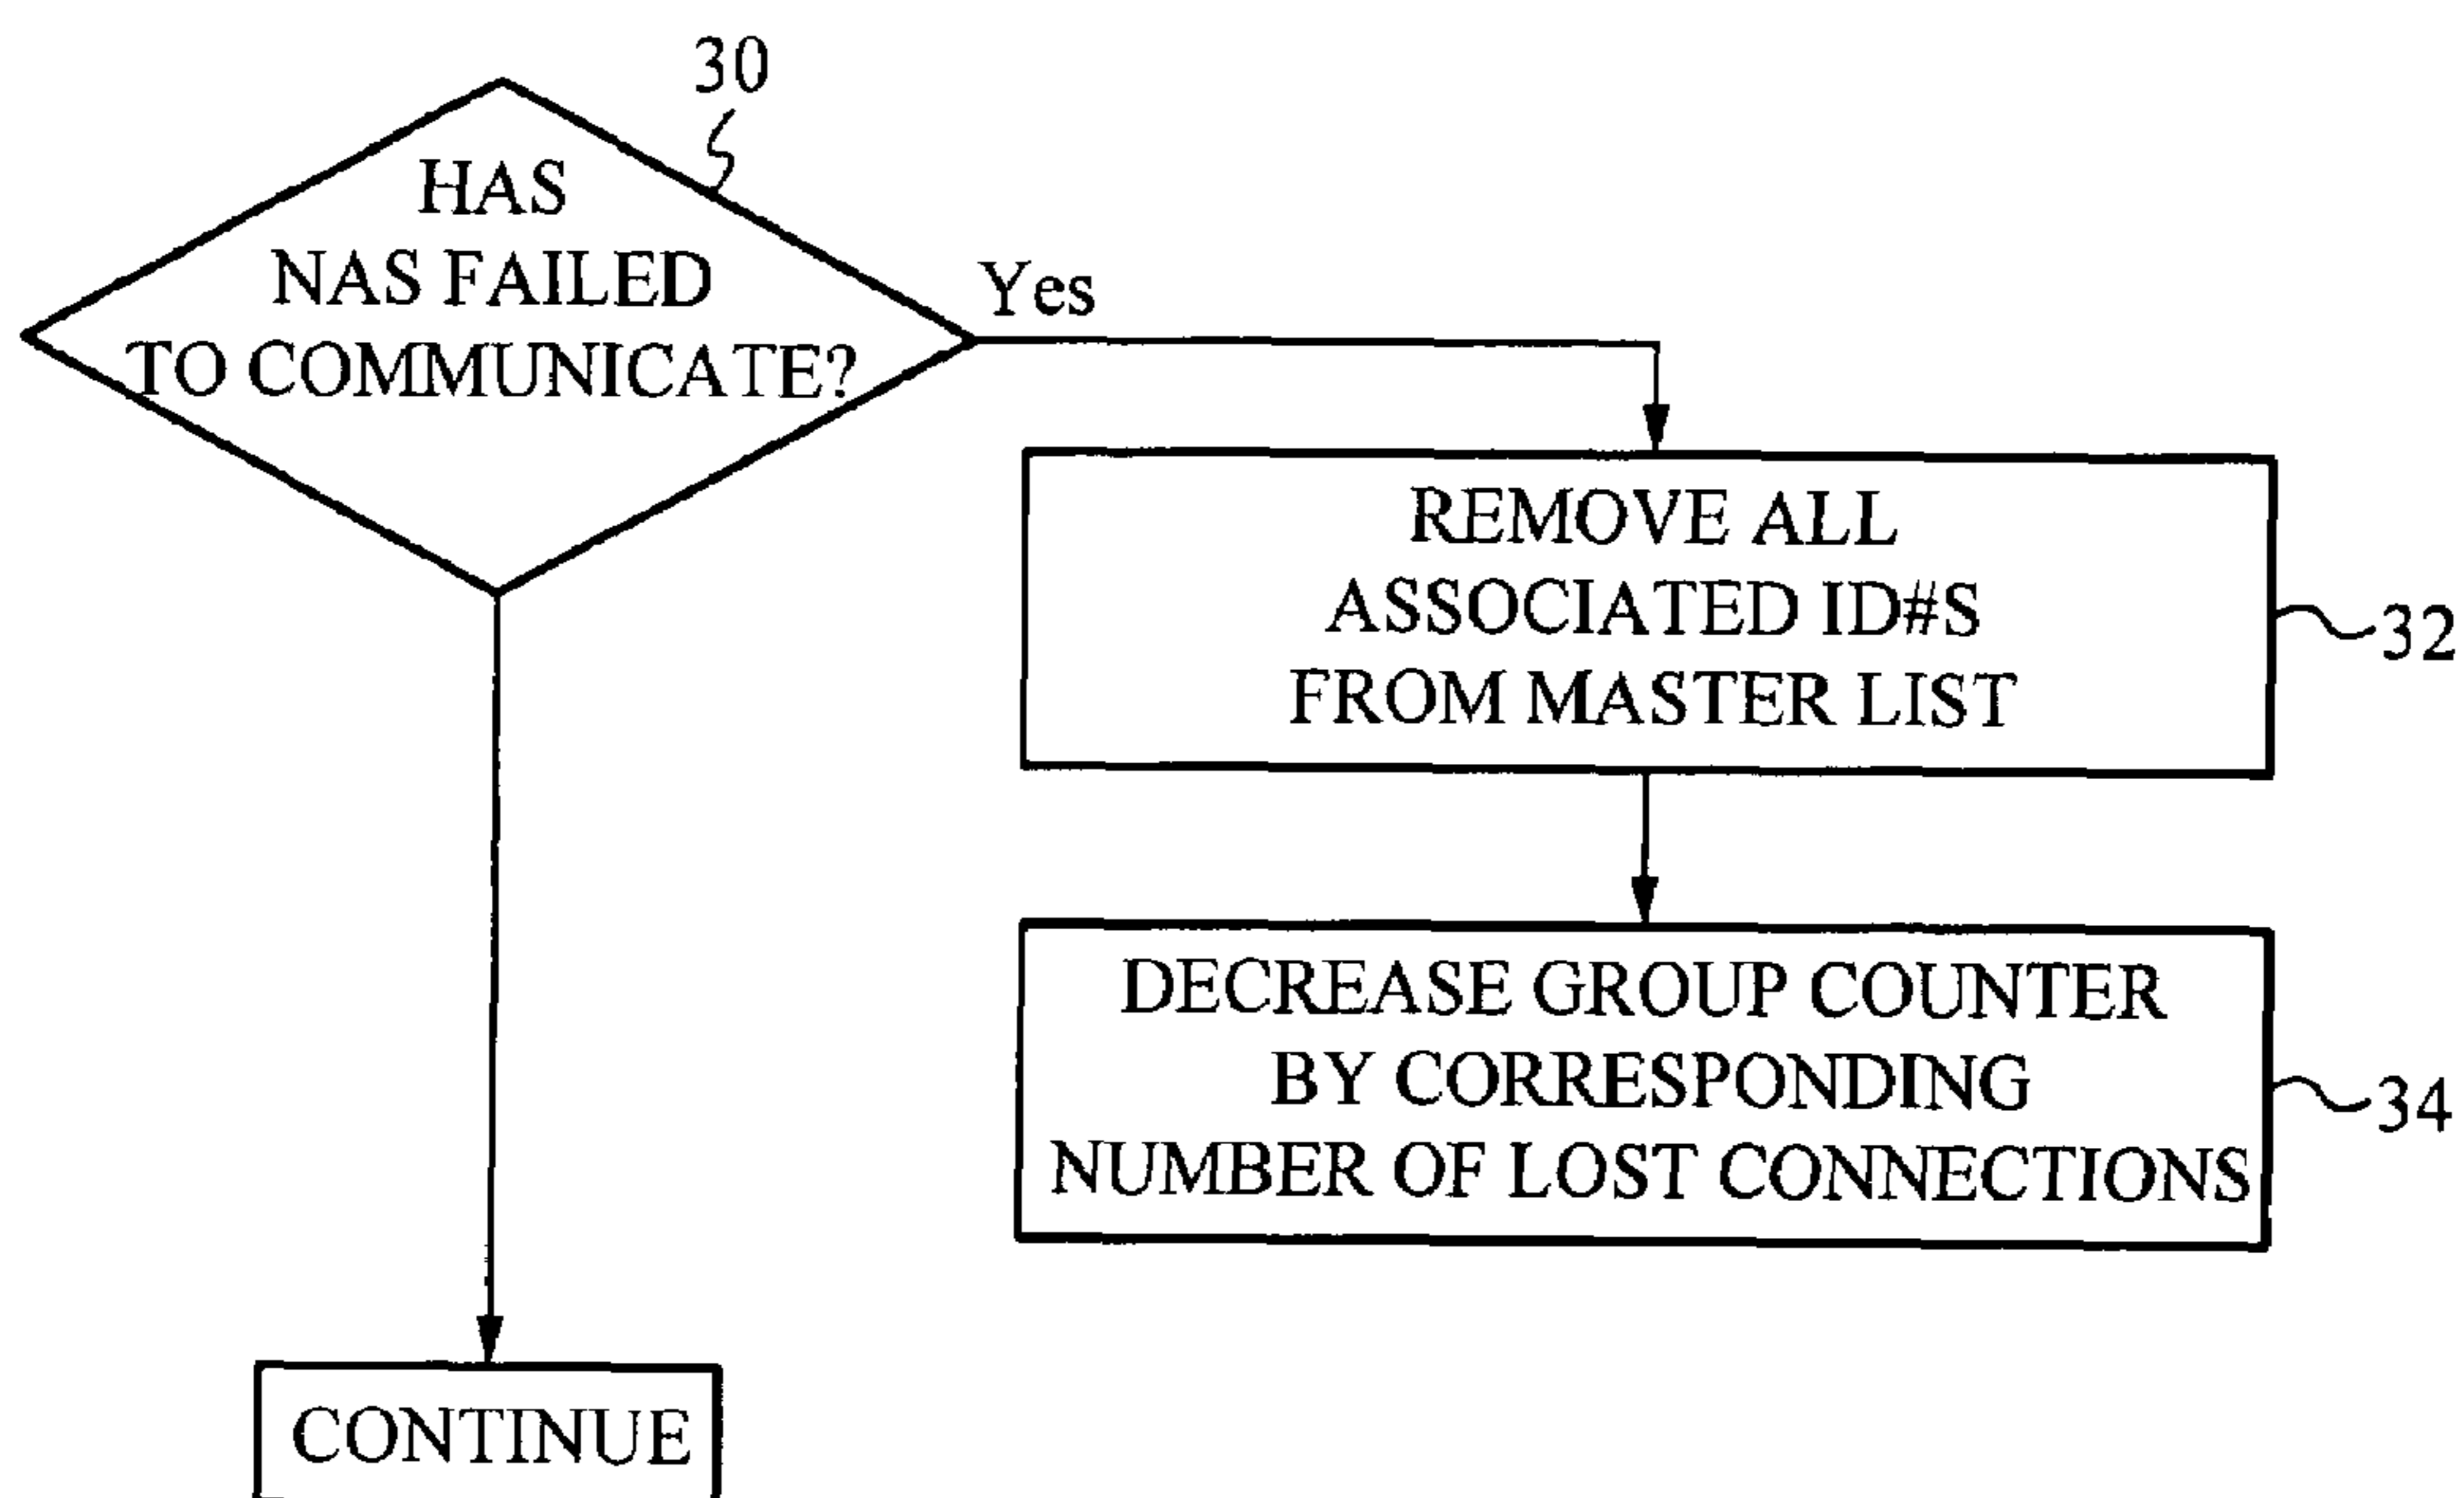 30
HAS
NAS FAILED
TO COMMUNICATE?
Yes
REMOVE ALL
ASSOCIATED ID#S
FROM MASTER LIST
32
DECREASE GROUP COUNTER
BY CORRESPONDING
NUMBER OF LOST CONNECTIONS
34
CONTINUE